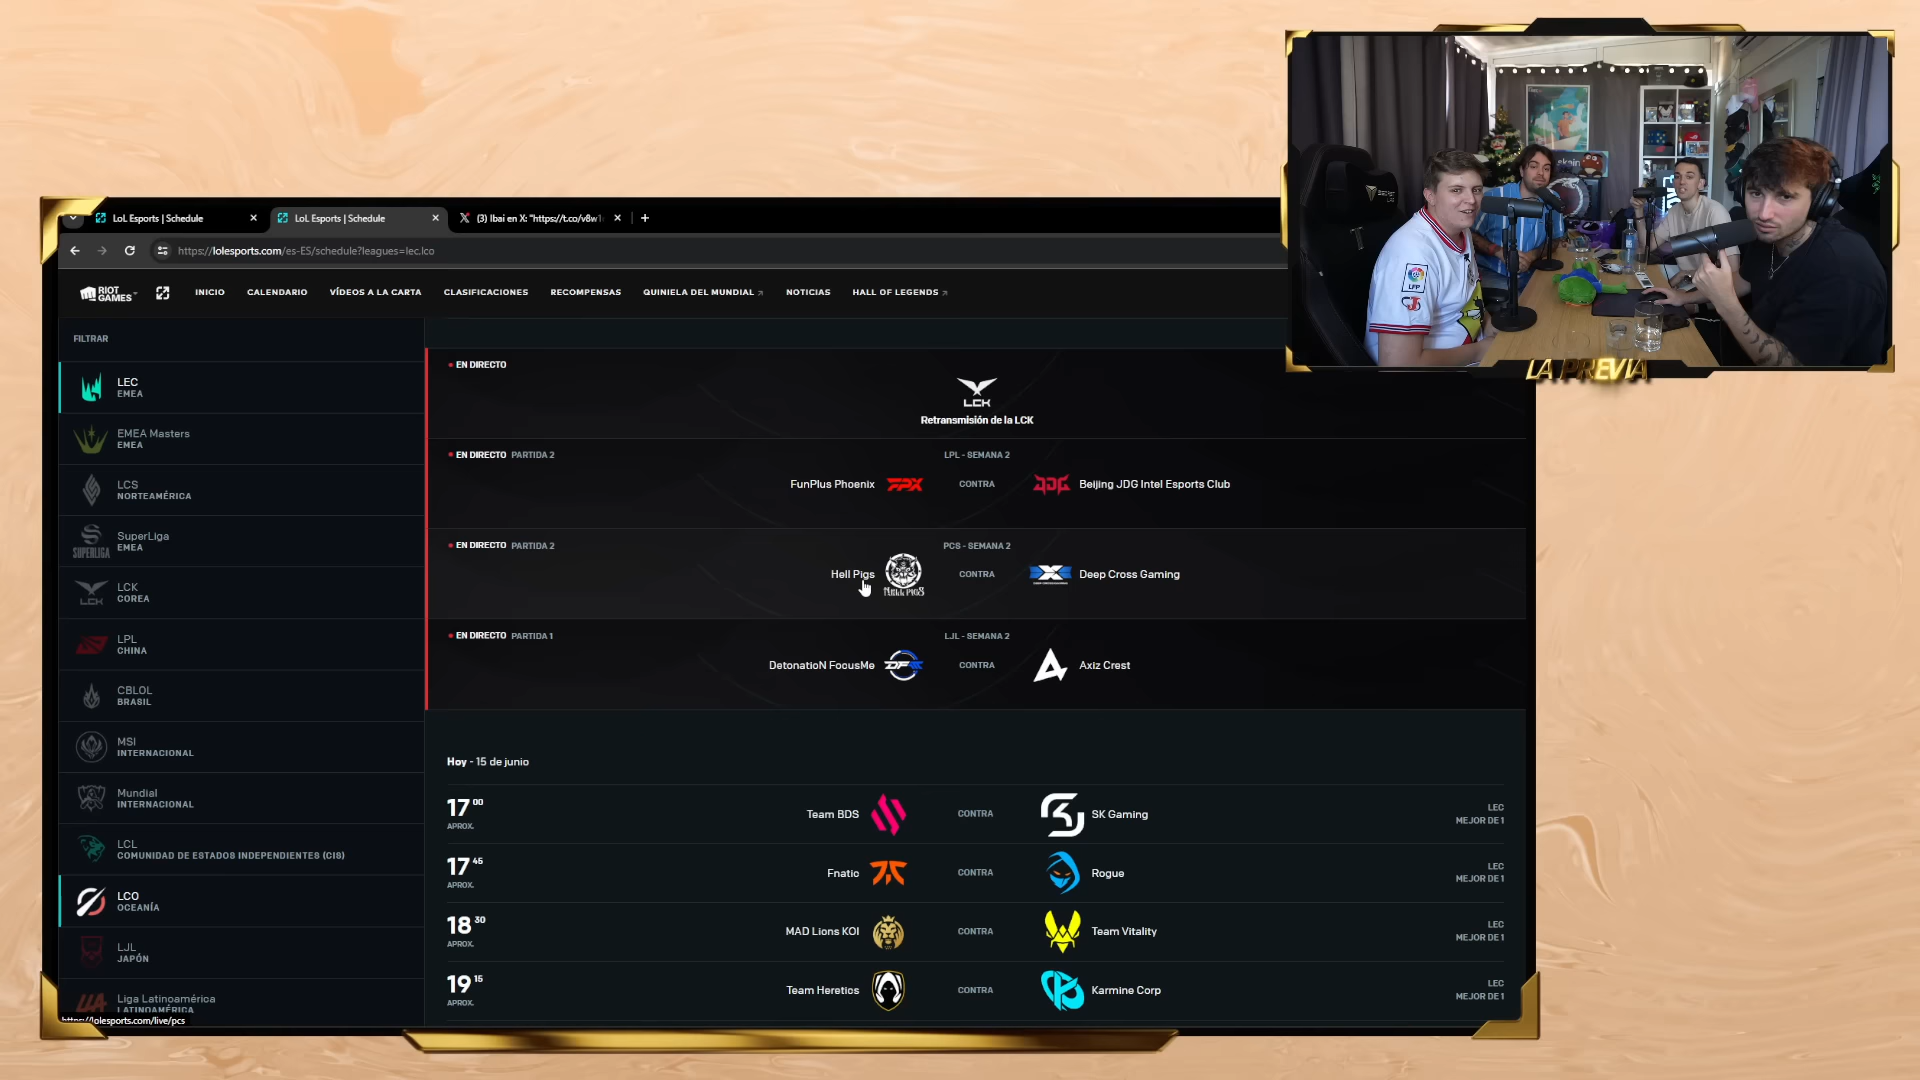 LoL Esports | Schedule
LoL Esports | Schedule
(3) Ibai en X: "https://t.co/v8w1
https://lolesports.com/es-ES/schedule?leagues=lec,lco
RIOT GAMES
INICIO
CALENDARIO
VÍDEOS A LA CARTA
CLASIFICACIONES
RECOMPENSAS
QUINIELA DEL MUNDIAL
NOTICIAS
HALL OF LEGENDS
LA PREVIA
FILTRAR
LEC
EMEA
EMEA Masters
EMEA
LCS
NORTEAMÉRICA
SUPERLIGA
SuperLiga
EMEA
LCK
LCK
COREA
LPL
CHINA
CBLOL
BRASIL
MSI
INTERNACIONAL
Mundial
INTERNACIONAL
LCL
COMUNIDAD DE ESTADOS INDEPENDIENTES (CIS)
LCO
OCEANÍA
LJL
JAPÓN
Liga Latinoamérica
LATINOAMÉRICA
https://lolesports.com/live/pcs
EN DIRECTO
LCK
Retransmisión de la LCK
EN DIRECTO PARTIDA 2
LPL - SEMANA 2
FunPlus Phoenix FPX CONTRA JDG Beijing JDG Intel Esports Club
EN DIRECTO PARTIDA 2
PCS - SEMANA 2
Hell Pigs HELL PIGS CONTRA Deep Cross Gaming
EN DIRECTO PARTIDA 1
LJL - SEMANA 2
DetonatioN FocusMe DFM CONTRA Axiz Crest
Hoy - 15 de junio
17 00 APROX.
Team BDS CONTRA SK Gaming
LEC
MEJOR DE 1
17 45 APROX.
Fnatic CONTRA Rogue
LEC
MEJOR DE 1
18 30 APROX.
MAD Lions KOI CONTRA Team Vitality
LEC
MEJOR DE 1
19 15 APROX.
Team Heretics CONTRA Karmine Corp
LEC
MEJOR DE 1
LFP